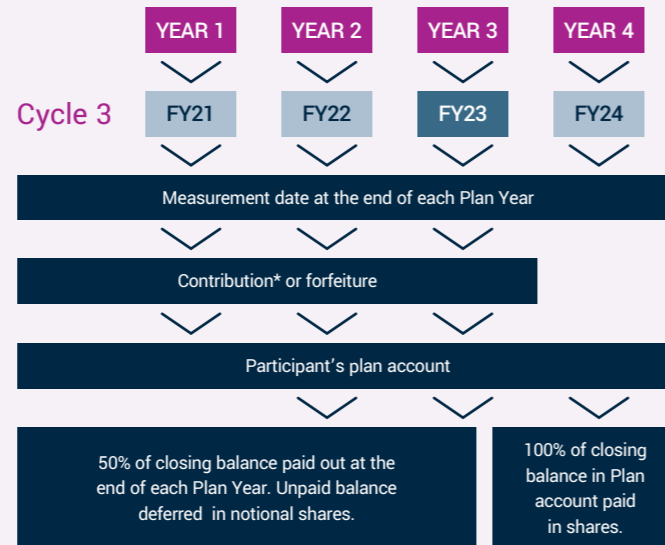 YEAR 1 YEAR 2 YEAR 3 YEAR 4
Cycle 3 FY21 FY22 FY23 FY24
Measurement date at the end of each Plan Year
Contribution* or forfeiture
Participant's plan account
50% of closing balance paid out at the
end of each Plan Year. Unpaid balance
deferred in notional shares.
100% of closing
balance in Plan
account paid
in shares.